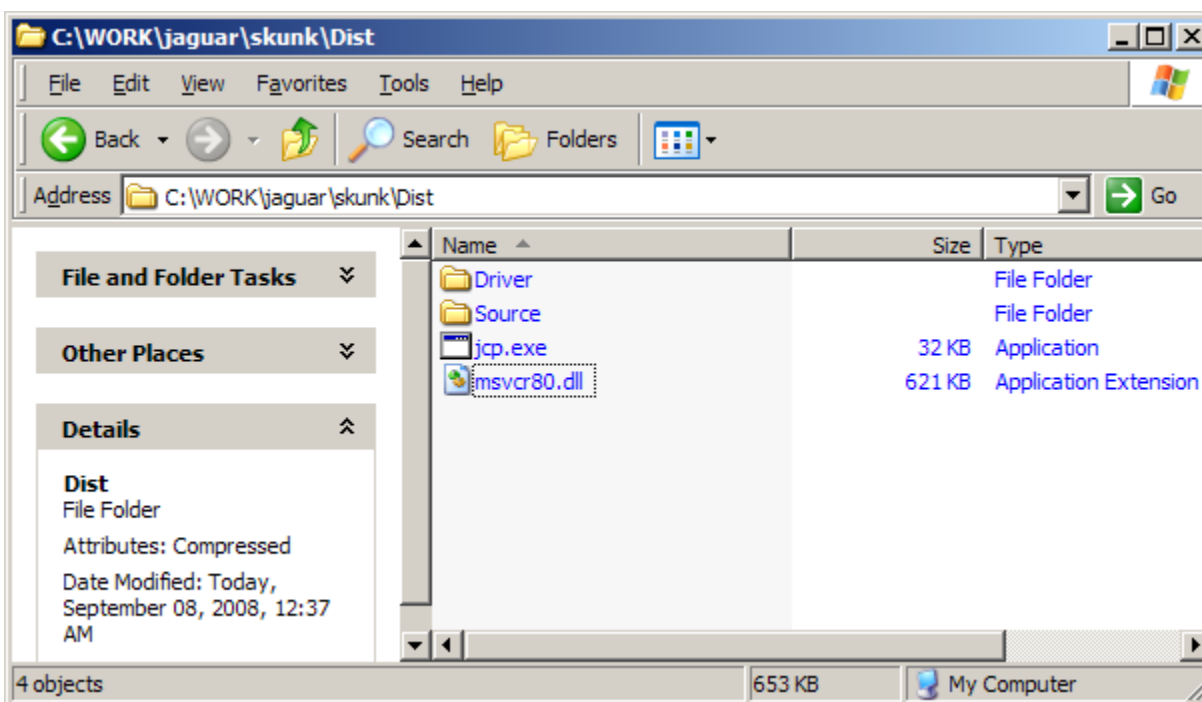 C:\WORK\jaguar\skunk\Dist
File Edit View Favorites Tools Help
Back Search Folders
Address C:\WORK\jaguar\skunk\Dist Go
File and Folder Tasks
Other Places
Details
Dist
File Folder
Attributes: Compressed
Date Modified: Today,
September 08, 2008, 12:37
AM
Name Size Type
Driver File Folder
Source File Folder
jcp.exe 32 KB Application
msvcr80.dll 621 KB Application Extension
4 objects 653 KB My Computer